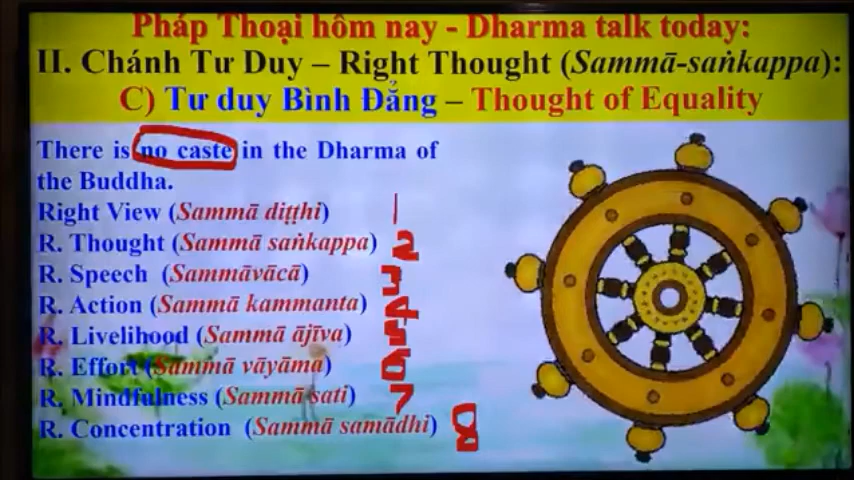 Pháp Thoại hôm nay - Dharma talk today:
II. Chánh Tư Duy – Right Thought (Sammā-saṅkappa):
C) Tư duy Bình Đẳng – Thought of Equality
There is no caste in the Dharma of
the Buddha.
Right View (Sammā diṭṭhi) 1
R. Thought (Sammā saṅkappa) 2
R. Speech (Sammāvācā) 3
R. Action (Sammā kammanta) 4
R. Livelihood (Sammā ājīva) 5
R. Effort (Sammā vāyāma) 6
R. Mindfulness (Sammā sati) 7
R. Concentration (Sammā samādhi) 8